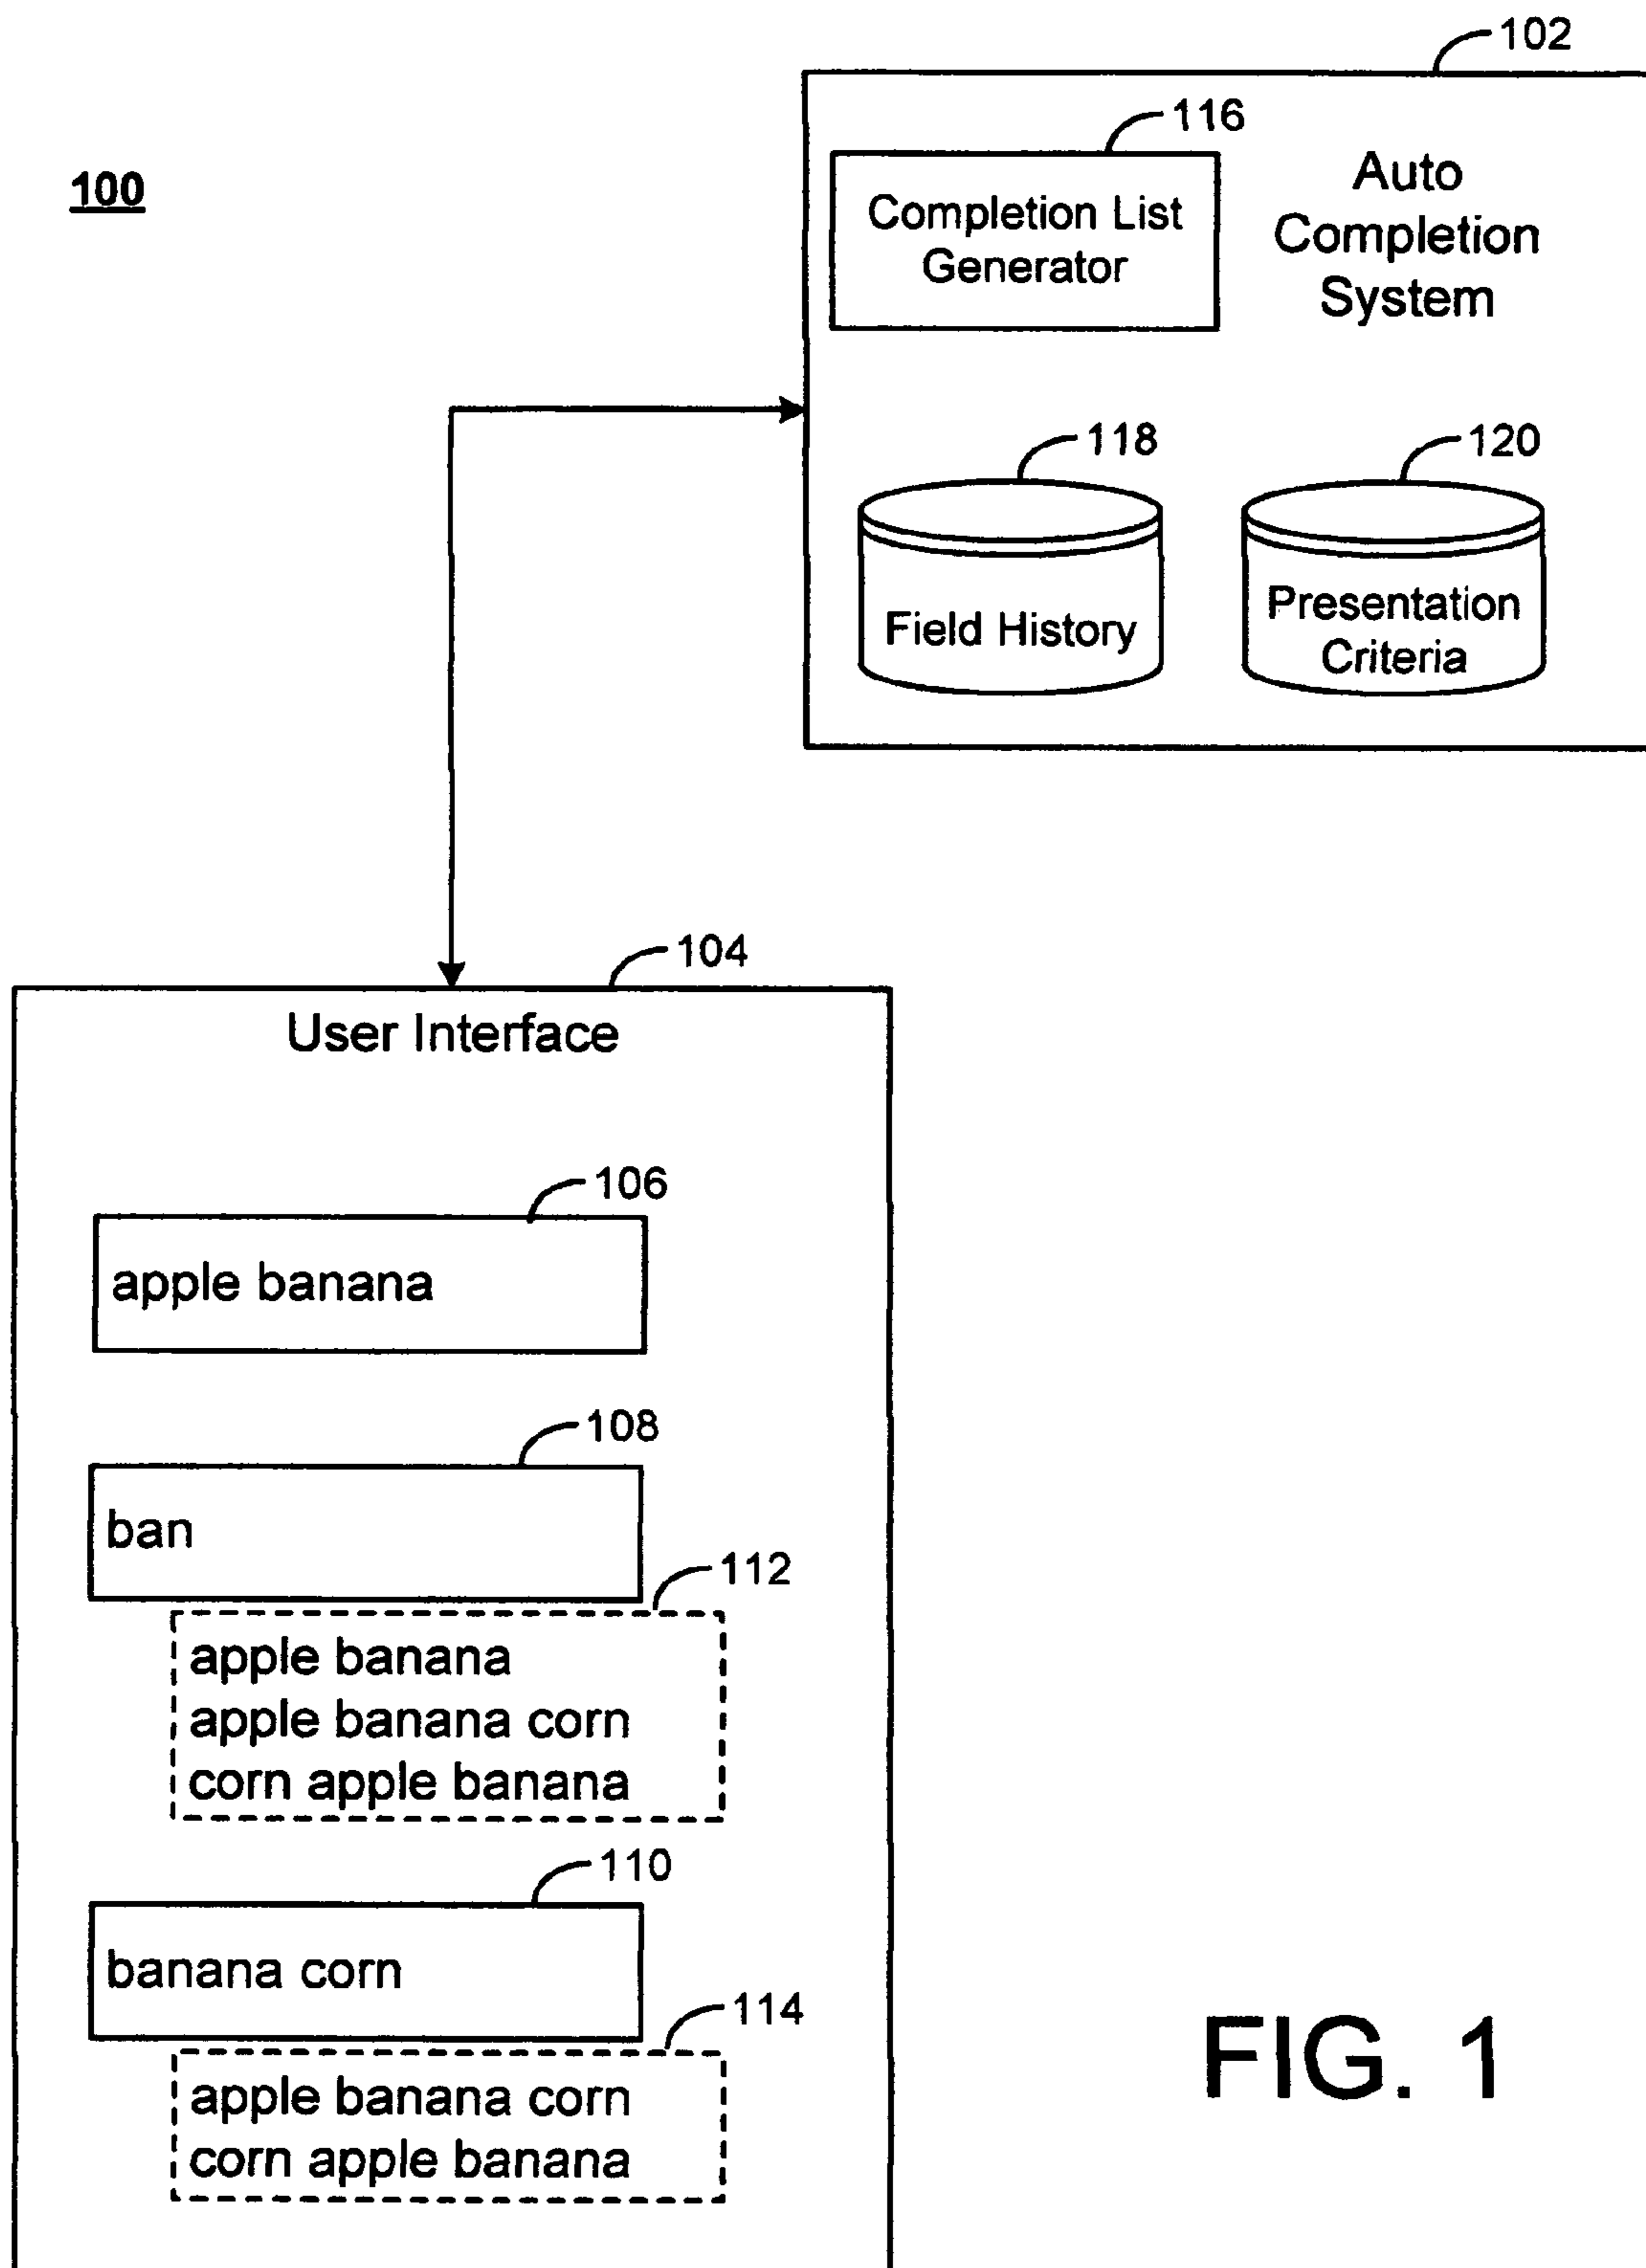 102
100
116
Completion List
Generator
Auto
Completion
System
118
120
Field History
Presentation
Criteria
104
User Interface
106
apple banana
108
ban
112
apple banana
apple banana corn
corn apple banana
110
banana corn
114
apple banana corn
corn apple banana
FIG. 1